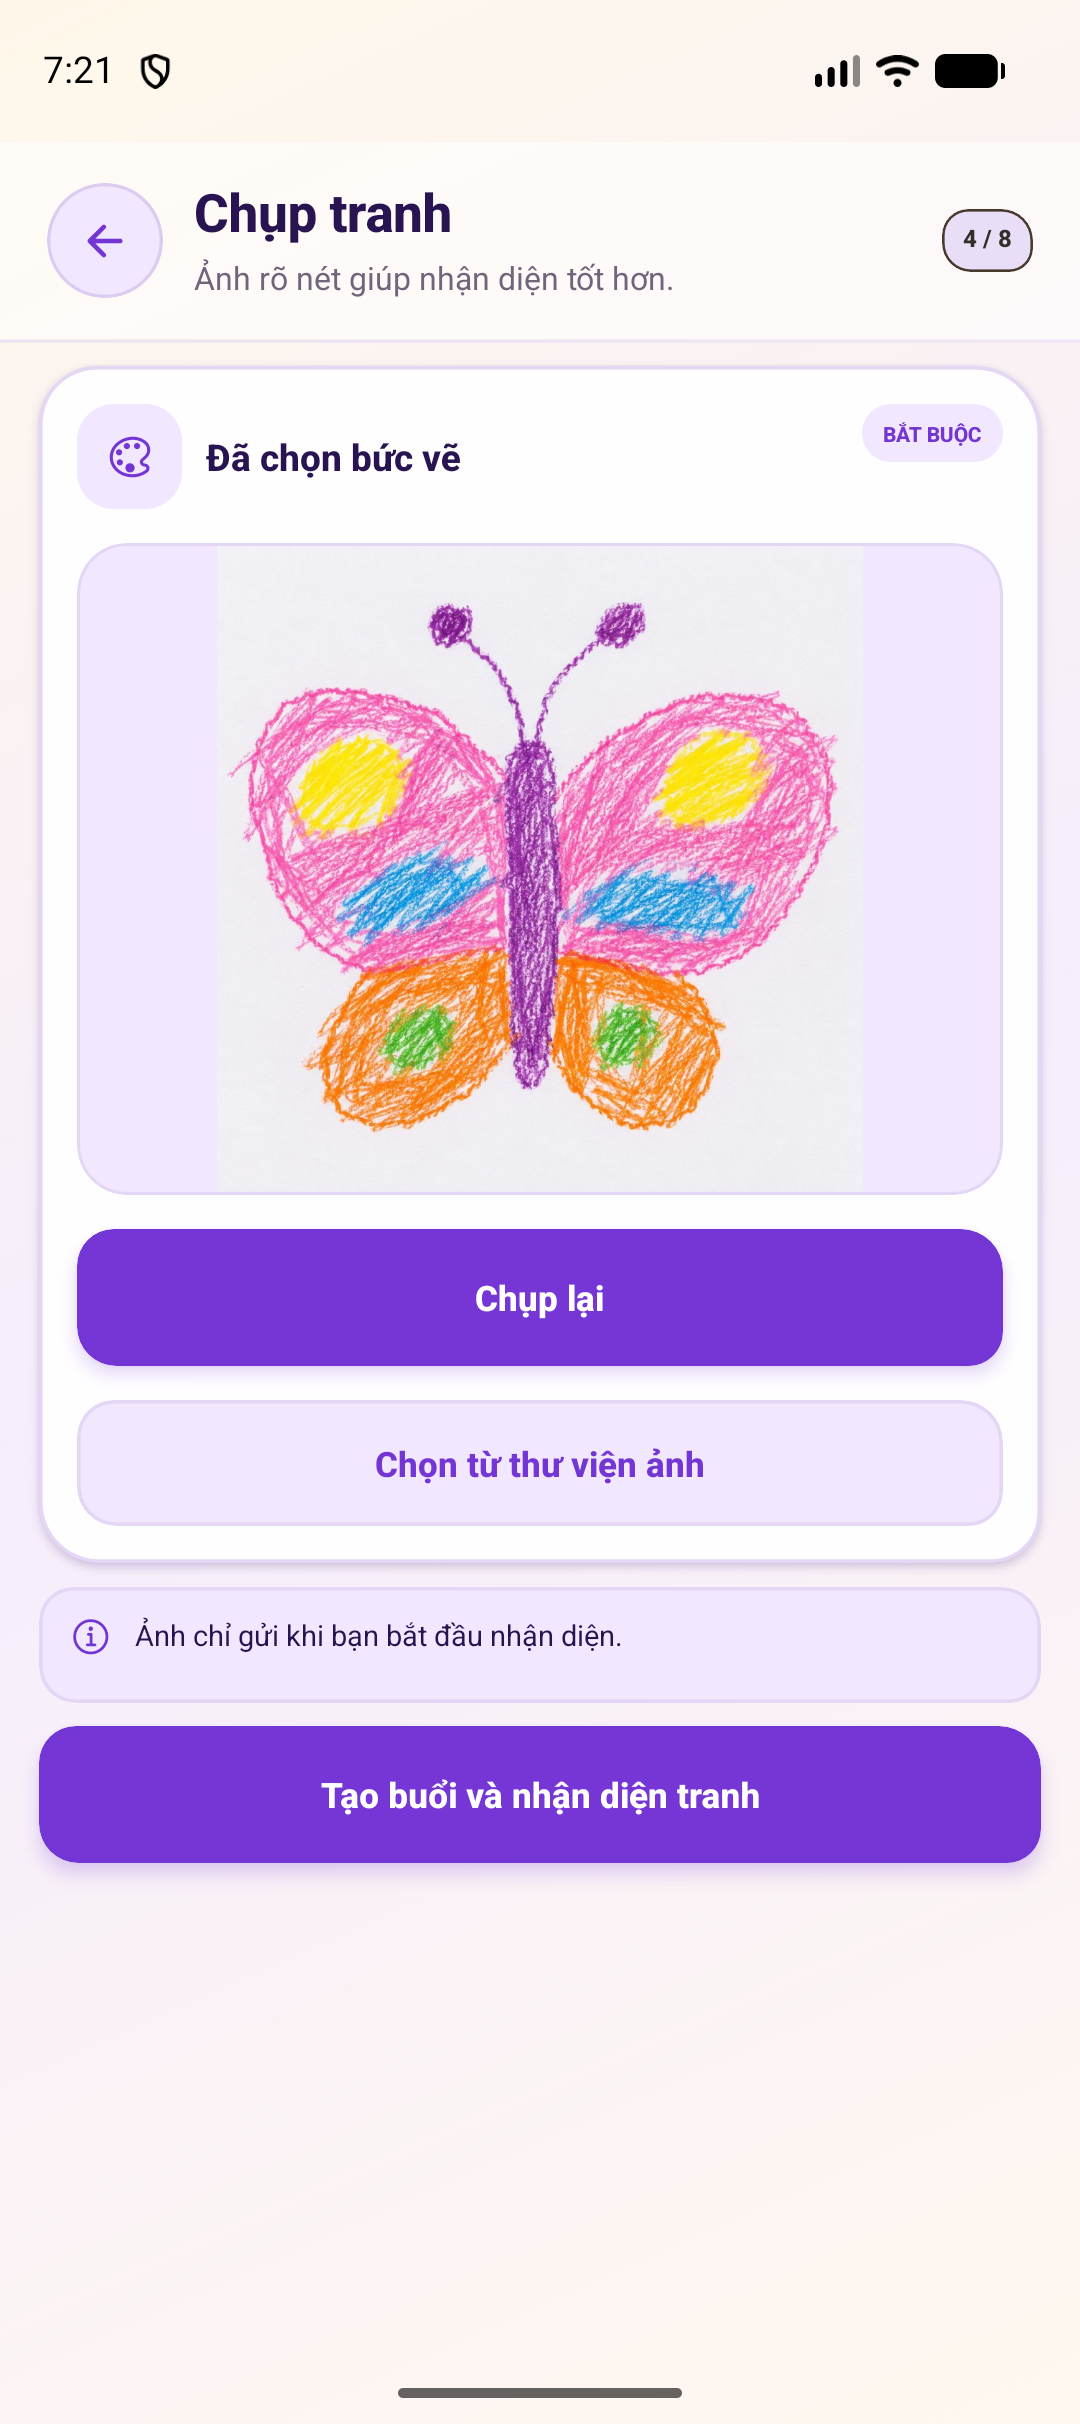 7:21
Chụp tranh
Ảnh rõ nét giúp nhận diện tốt hơn.
4 / 8
Đã chọn bức vẽ
BẮT BUỘC
Chụp lại
Chọn từ thư viện ảnh
Ảnh chỉ gửi khi bạn bắt đầu nhận diện.
Tạo buổi và nhận diện tranh